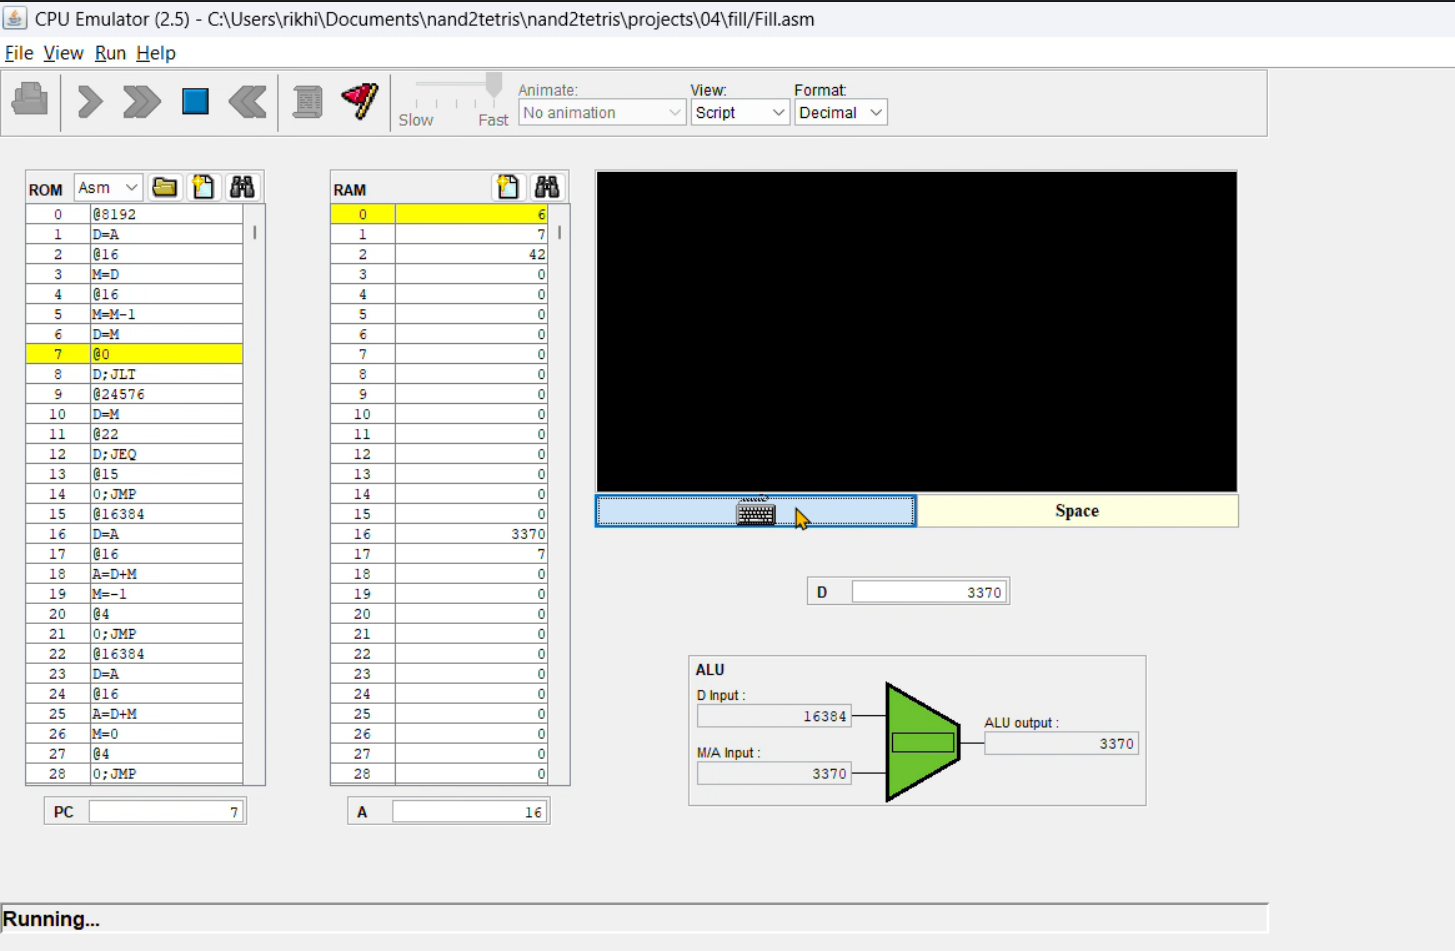 CPU Emulator (2.5) - C:\Users\rikhi\Documents\nand2tetris\nand2tetris\projects\04\fill/Fill.asm
File View Run Help
Slow Fast
Animate:
No animation
View:
Script
Format:
Decimal
ROM Asm
0 @8192
1 D=A
2 @16
3 M=D
4 @16
5 M=M-1
6 D=M
7 @0
8 D;JLT
9 @24576
10 D=M
11 @22
12 D;JEQ
13 @15
14 0;JMP
15 @16384
16 D=A
17 @16
18 A=D+M
19 M=-1
20 @4
21 0;JMP
22 @16384
23 D=A
24 @16
25 A=D+M
26 M=0
27 @4
28 0;JMP
PC 7
RAM
0 6
1 7
2 42
3 0
4 0
5 0
6 0
7 0
8 0
9 0
10 0
11 0
12 0
13 0
14 0
15 0
16 3370
17 7
18 0
19 0
20 0
21 0
22 0
23 0
24 0
25 0
26 0
27 0
28 0
A 16
Space
D 3370
ALU
D Input :
16384
M/A Input :
3370
ALU output :
3370
Running...